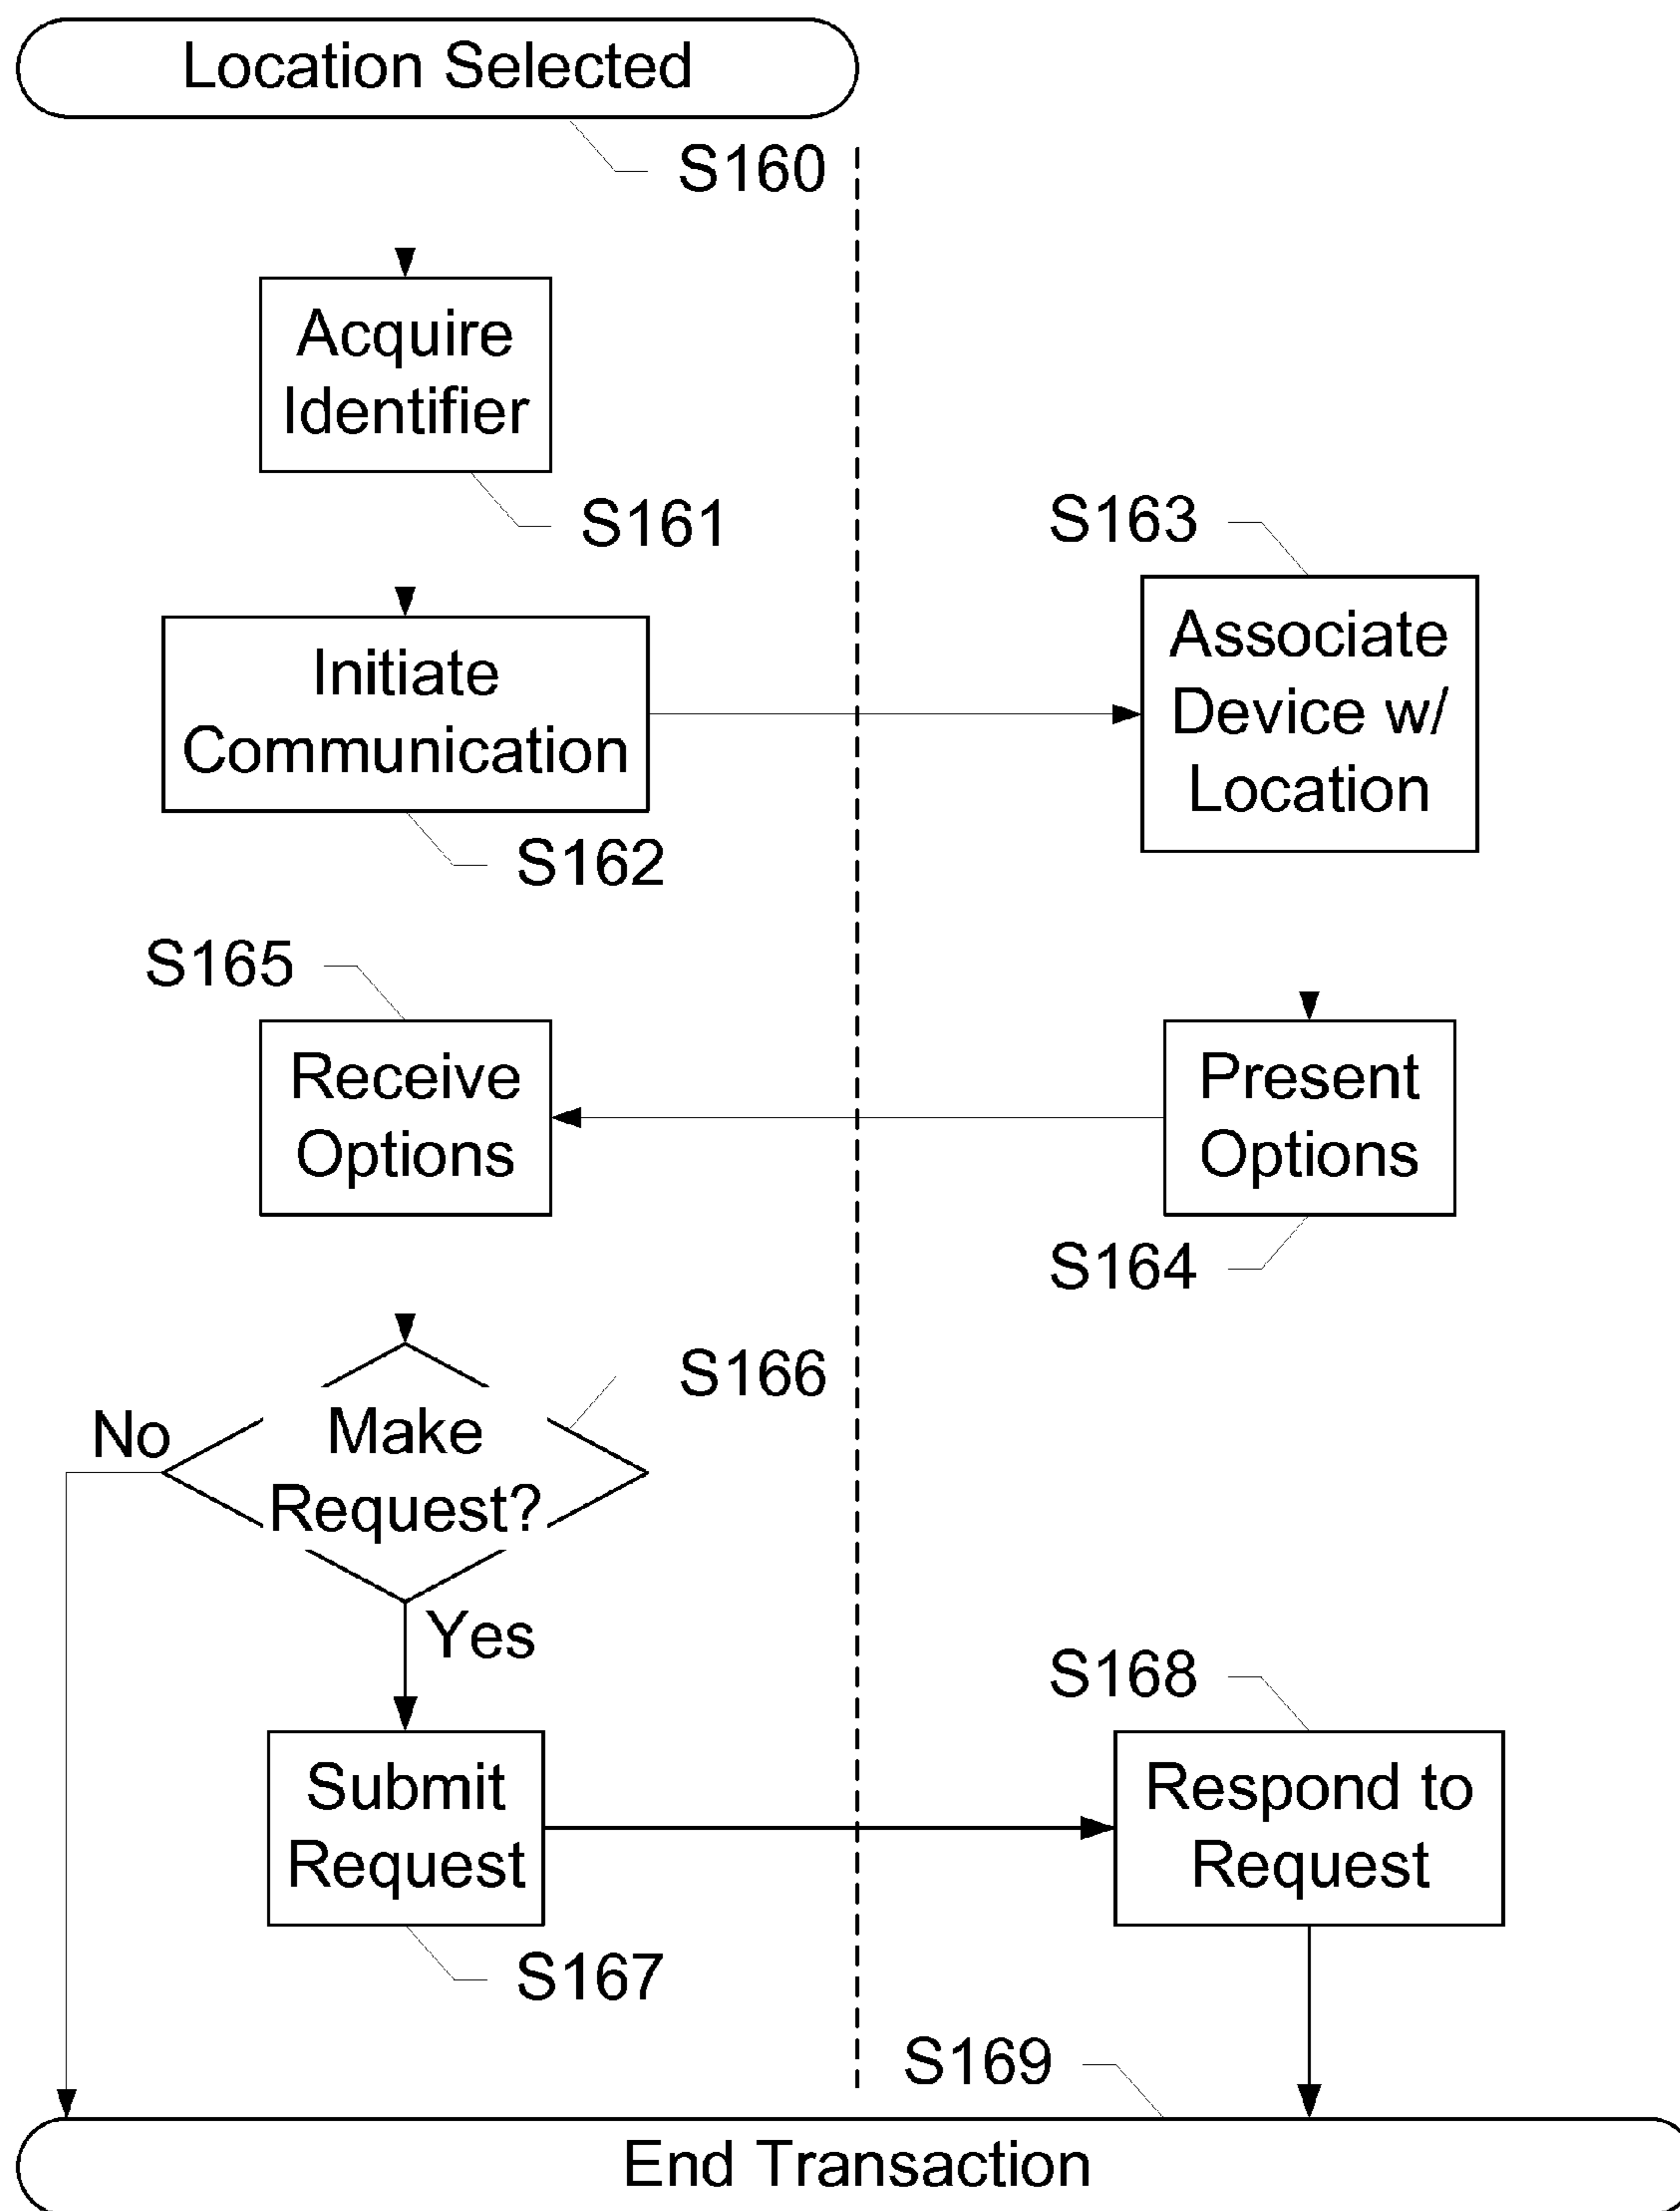 Location Selected
S160
Acquire
Identifier
S161
S163
Associate
Device w/
Location
Initiate
Communication
S162
S165
Receive
Options
Present
Options
S164
S166
Make
Request?
No
Yes
S168
Submit
Request
Respond to
Request
S167
S169
End Transaction